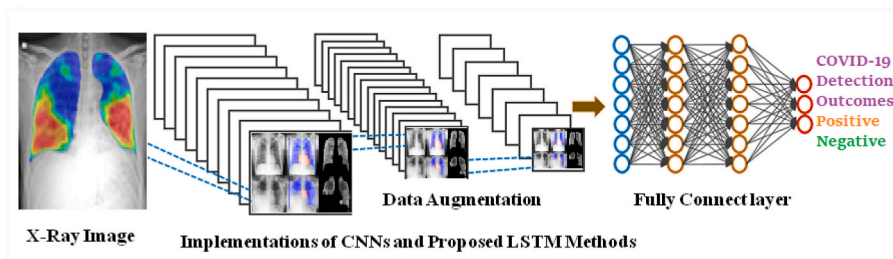 COVID-19
Detection
Outcomes
Positive
Negative
Data Augmentation
Fully Connect layer
X-Ray Image
Implementations of CNNs and Proposed LSTM Methods